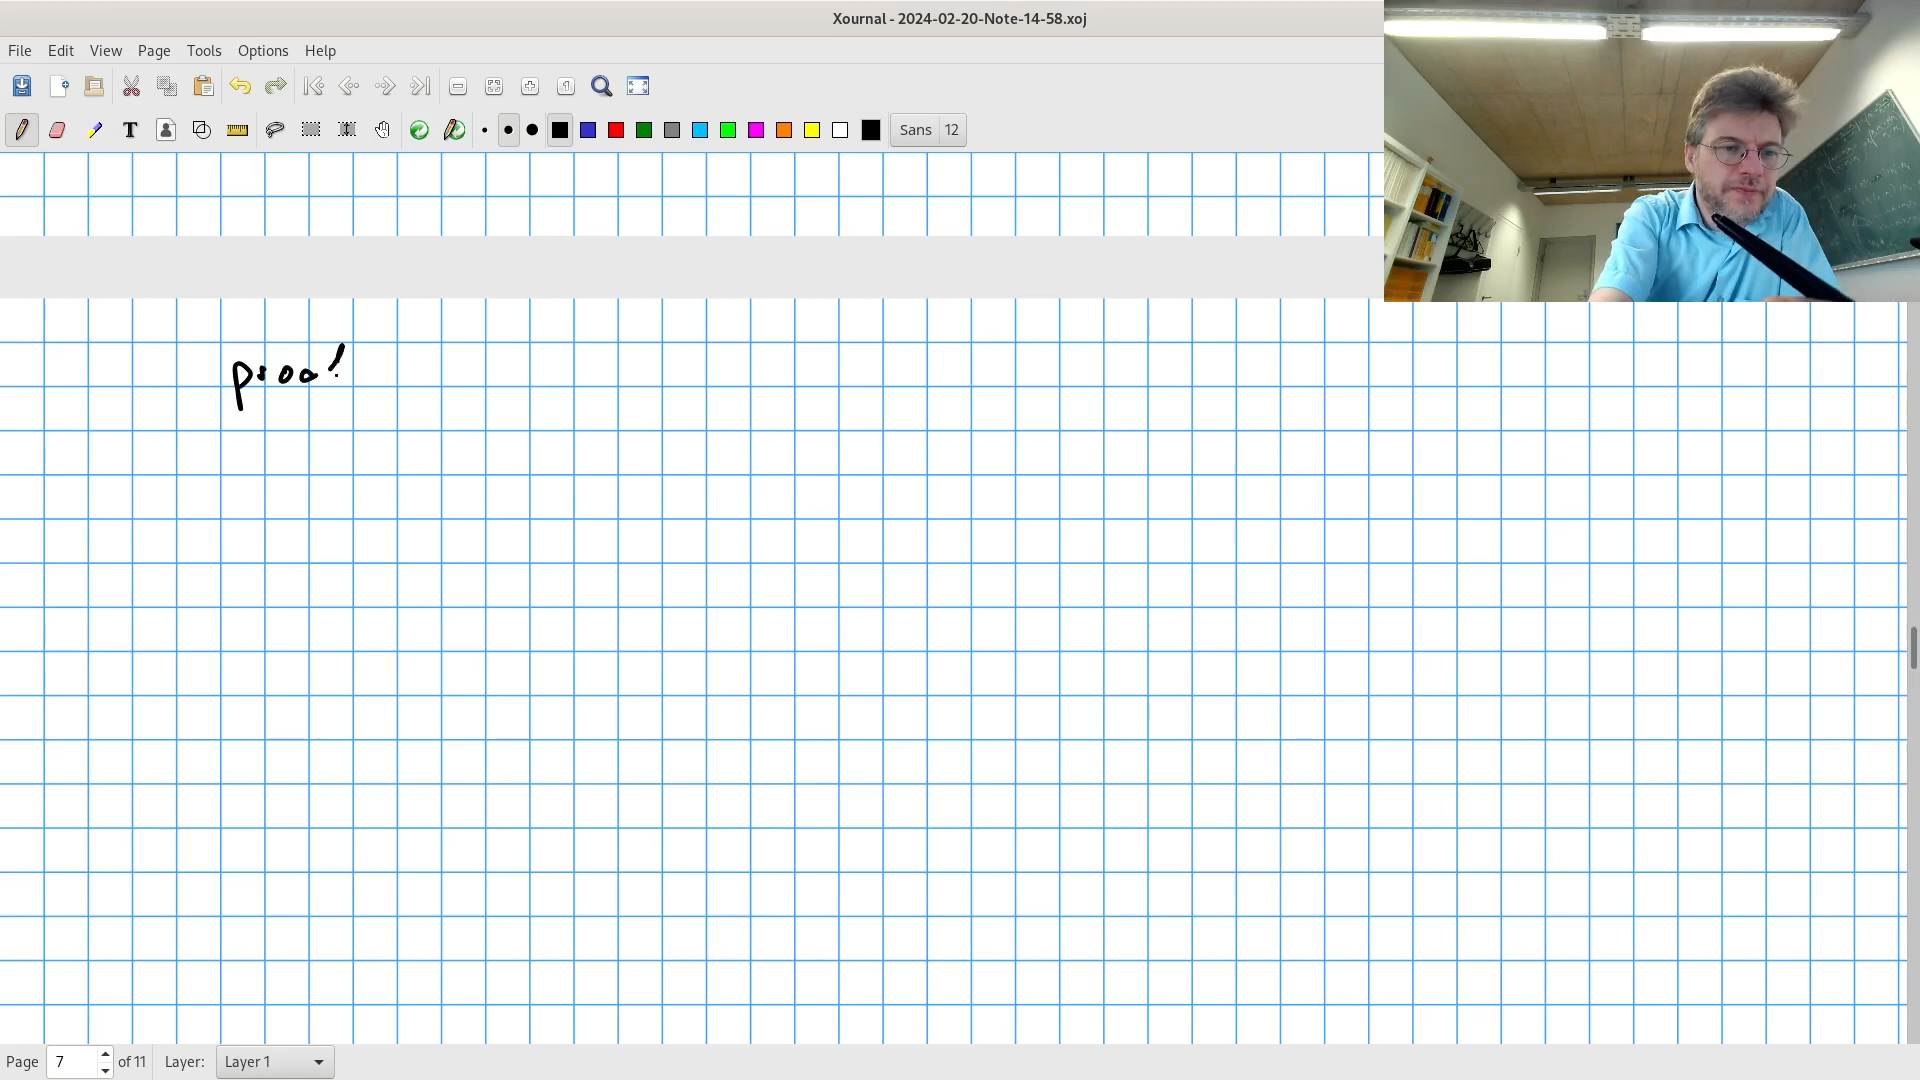 Xournal - 2024-02-20-Note-14-58.xoj
File Edit View Page Tools Options Help
Sans 12
proo!
Page 7 of 11 Layer: Layer 1